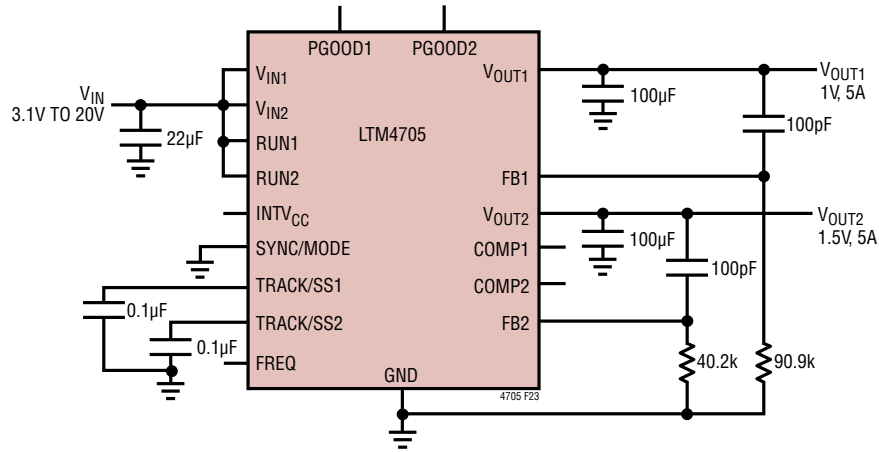 PGOOD1 PGOOD2
V_IN1
V_OUT1
V_OUT1
1V, 5A
V_IN
3.1V TO 20V
V_IN2
100µF
22µF
RUN1
LTM4705
100pF
RUN2
FB1
INTV_CC
V_OUT2
V_OUT2
1.5V, 5A
SYNC/MODE
COMP1
100µF
100pF
TRACK/SS1
COMP2
0.1µF
TRACK/SS2
FB2
0.1µF
FREQ
40.2k
90.9k
GND
4705 F23